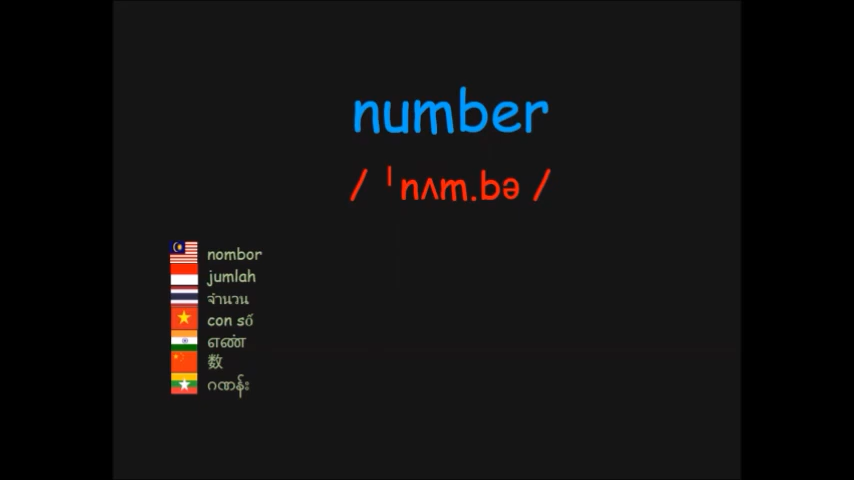 number
/ ˈnʌm.bə /
nombor
jumlah
จำนวน
con số
எண்
数
ဂဏန်း